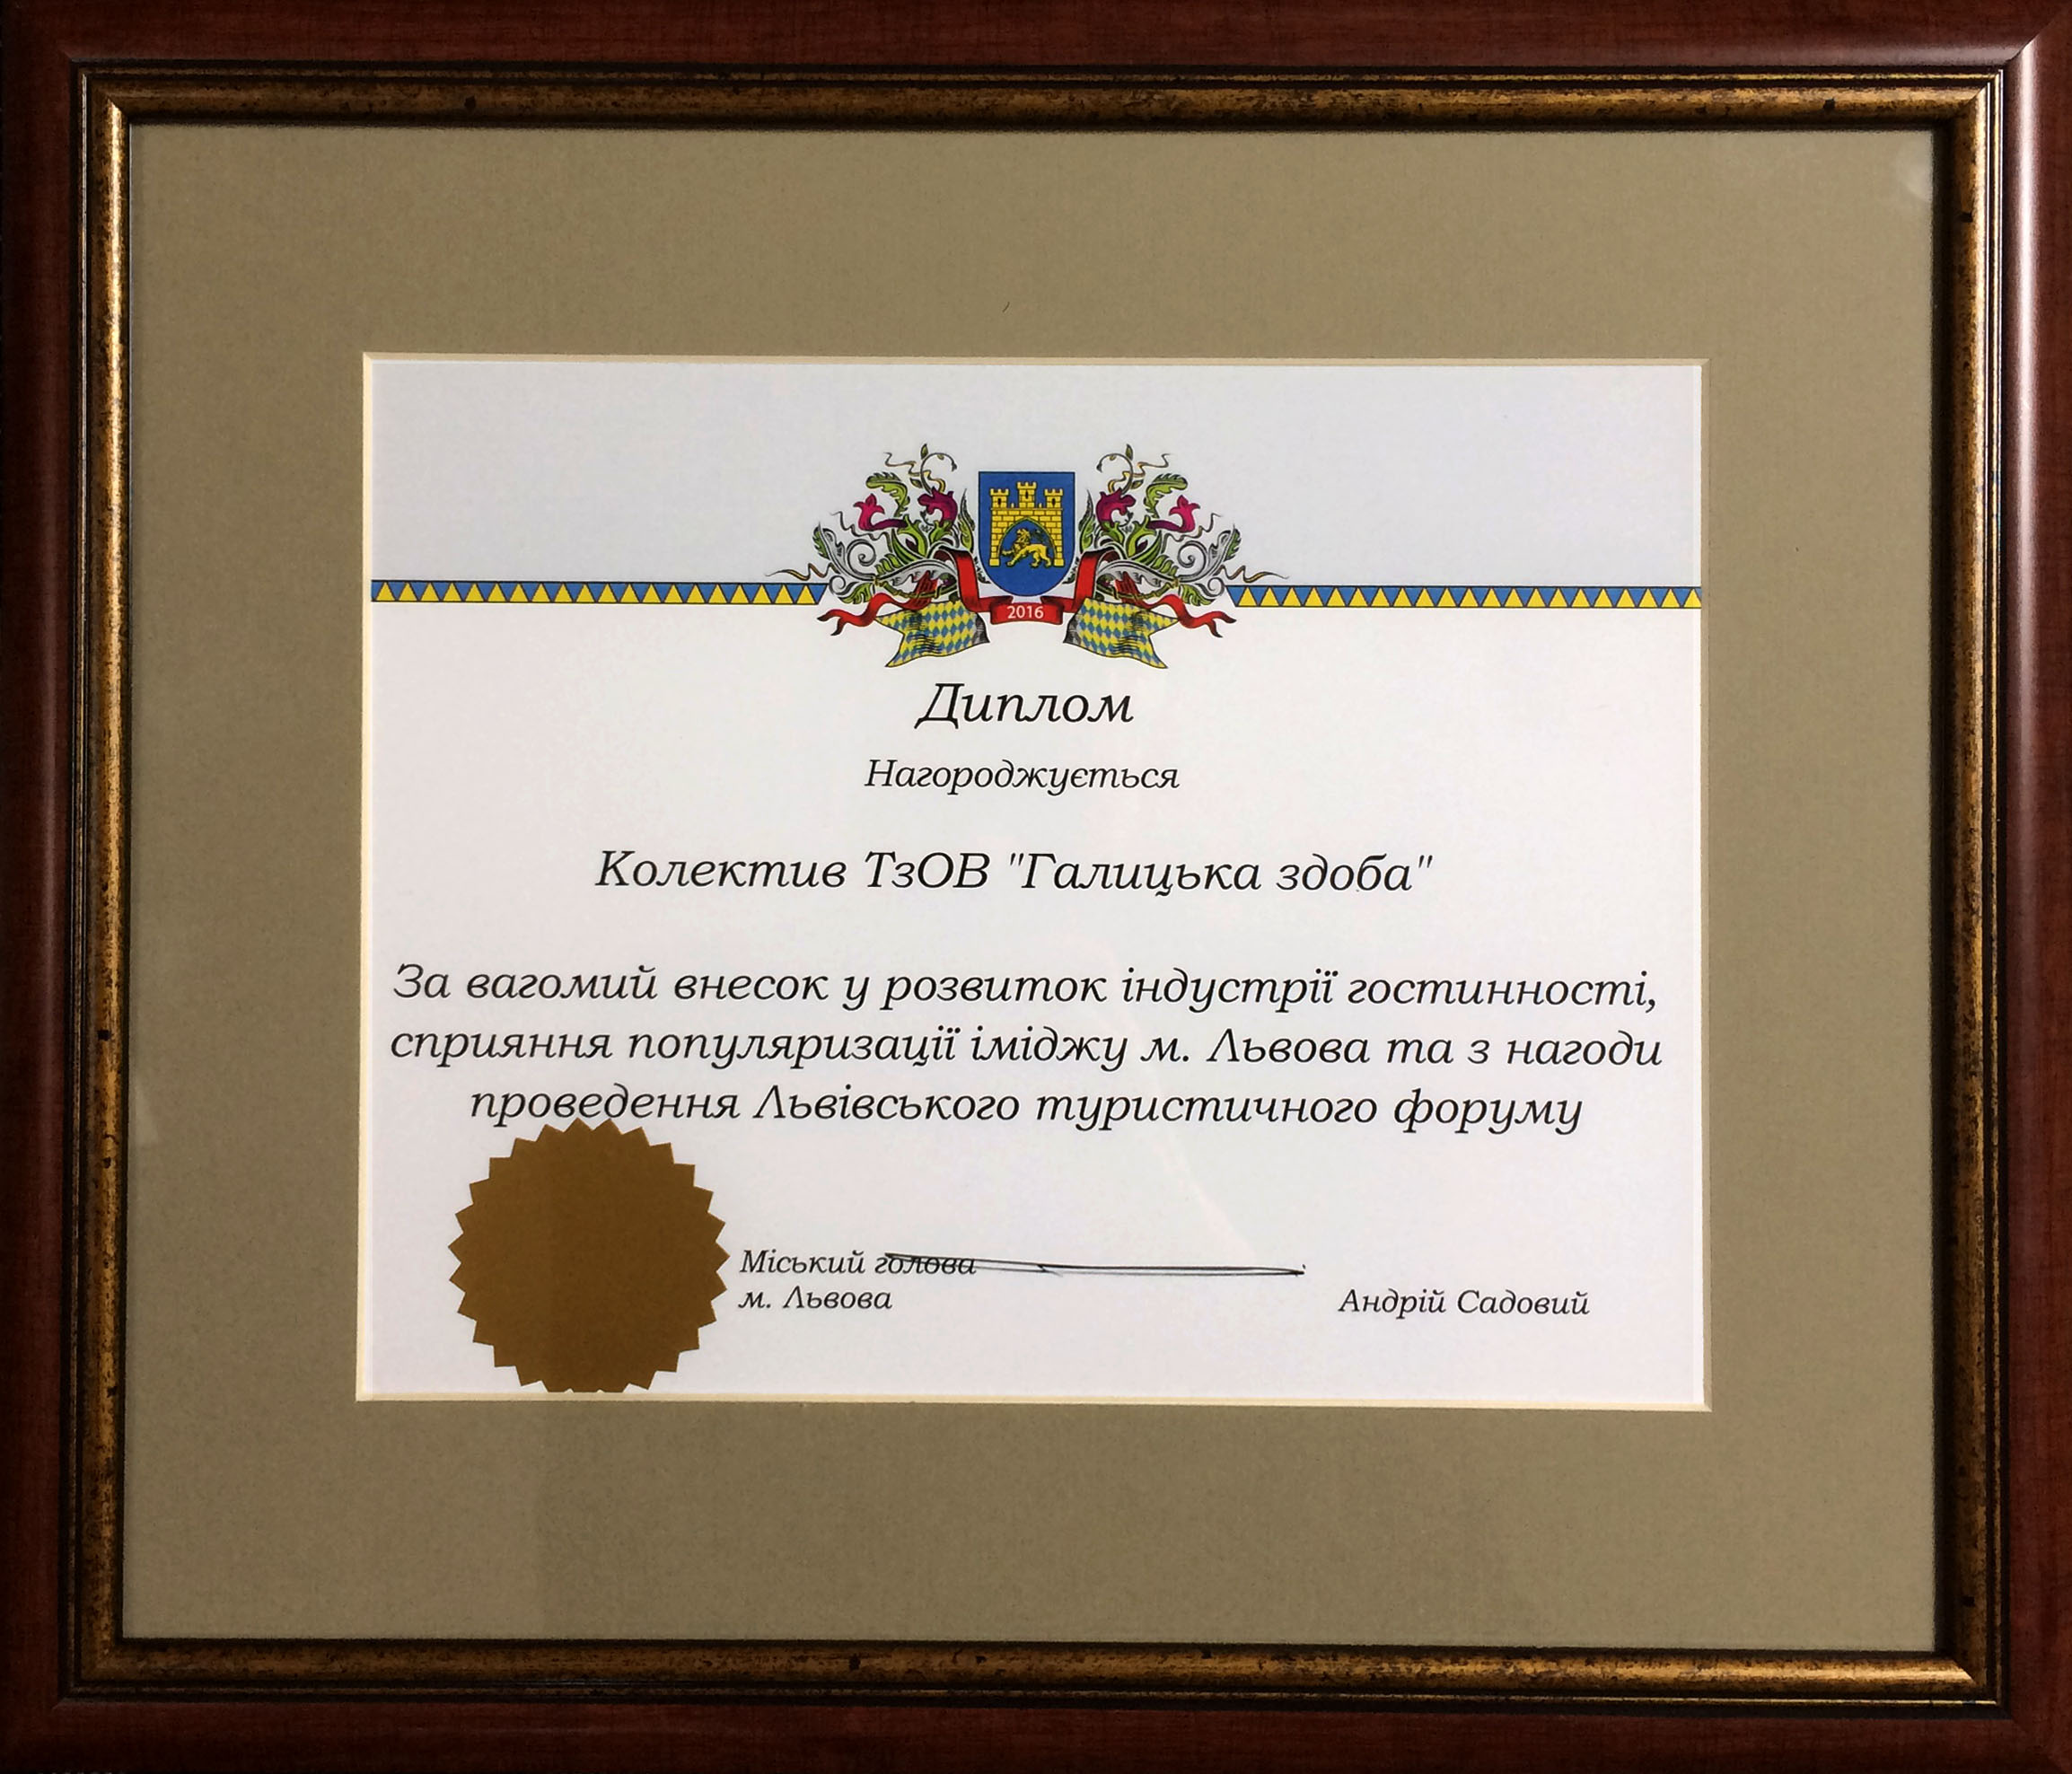 2016
Диплом
Нагороджується
Колектив ТзОВ "Галицька здоба"
За вагомий внесок у розвиток індустрії гостинності,
сприяння популяризації іміджу м. Львова та з нагоди
проведення Львівського туристичного форуму
Міський голова
м. Львова
Андрій Садовий